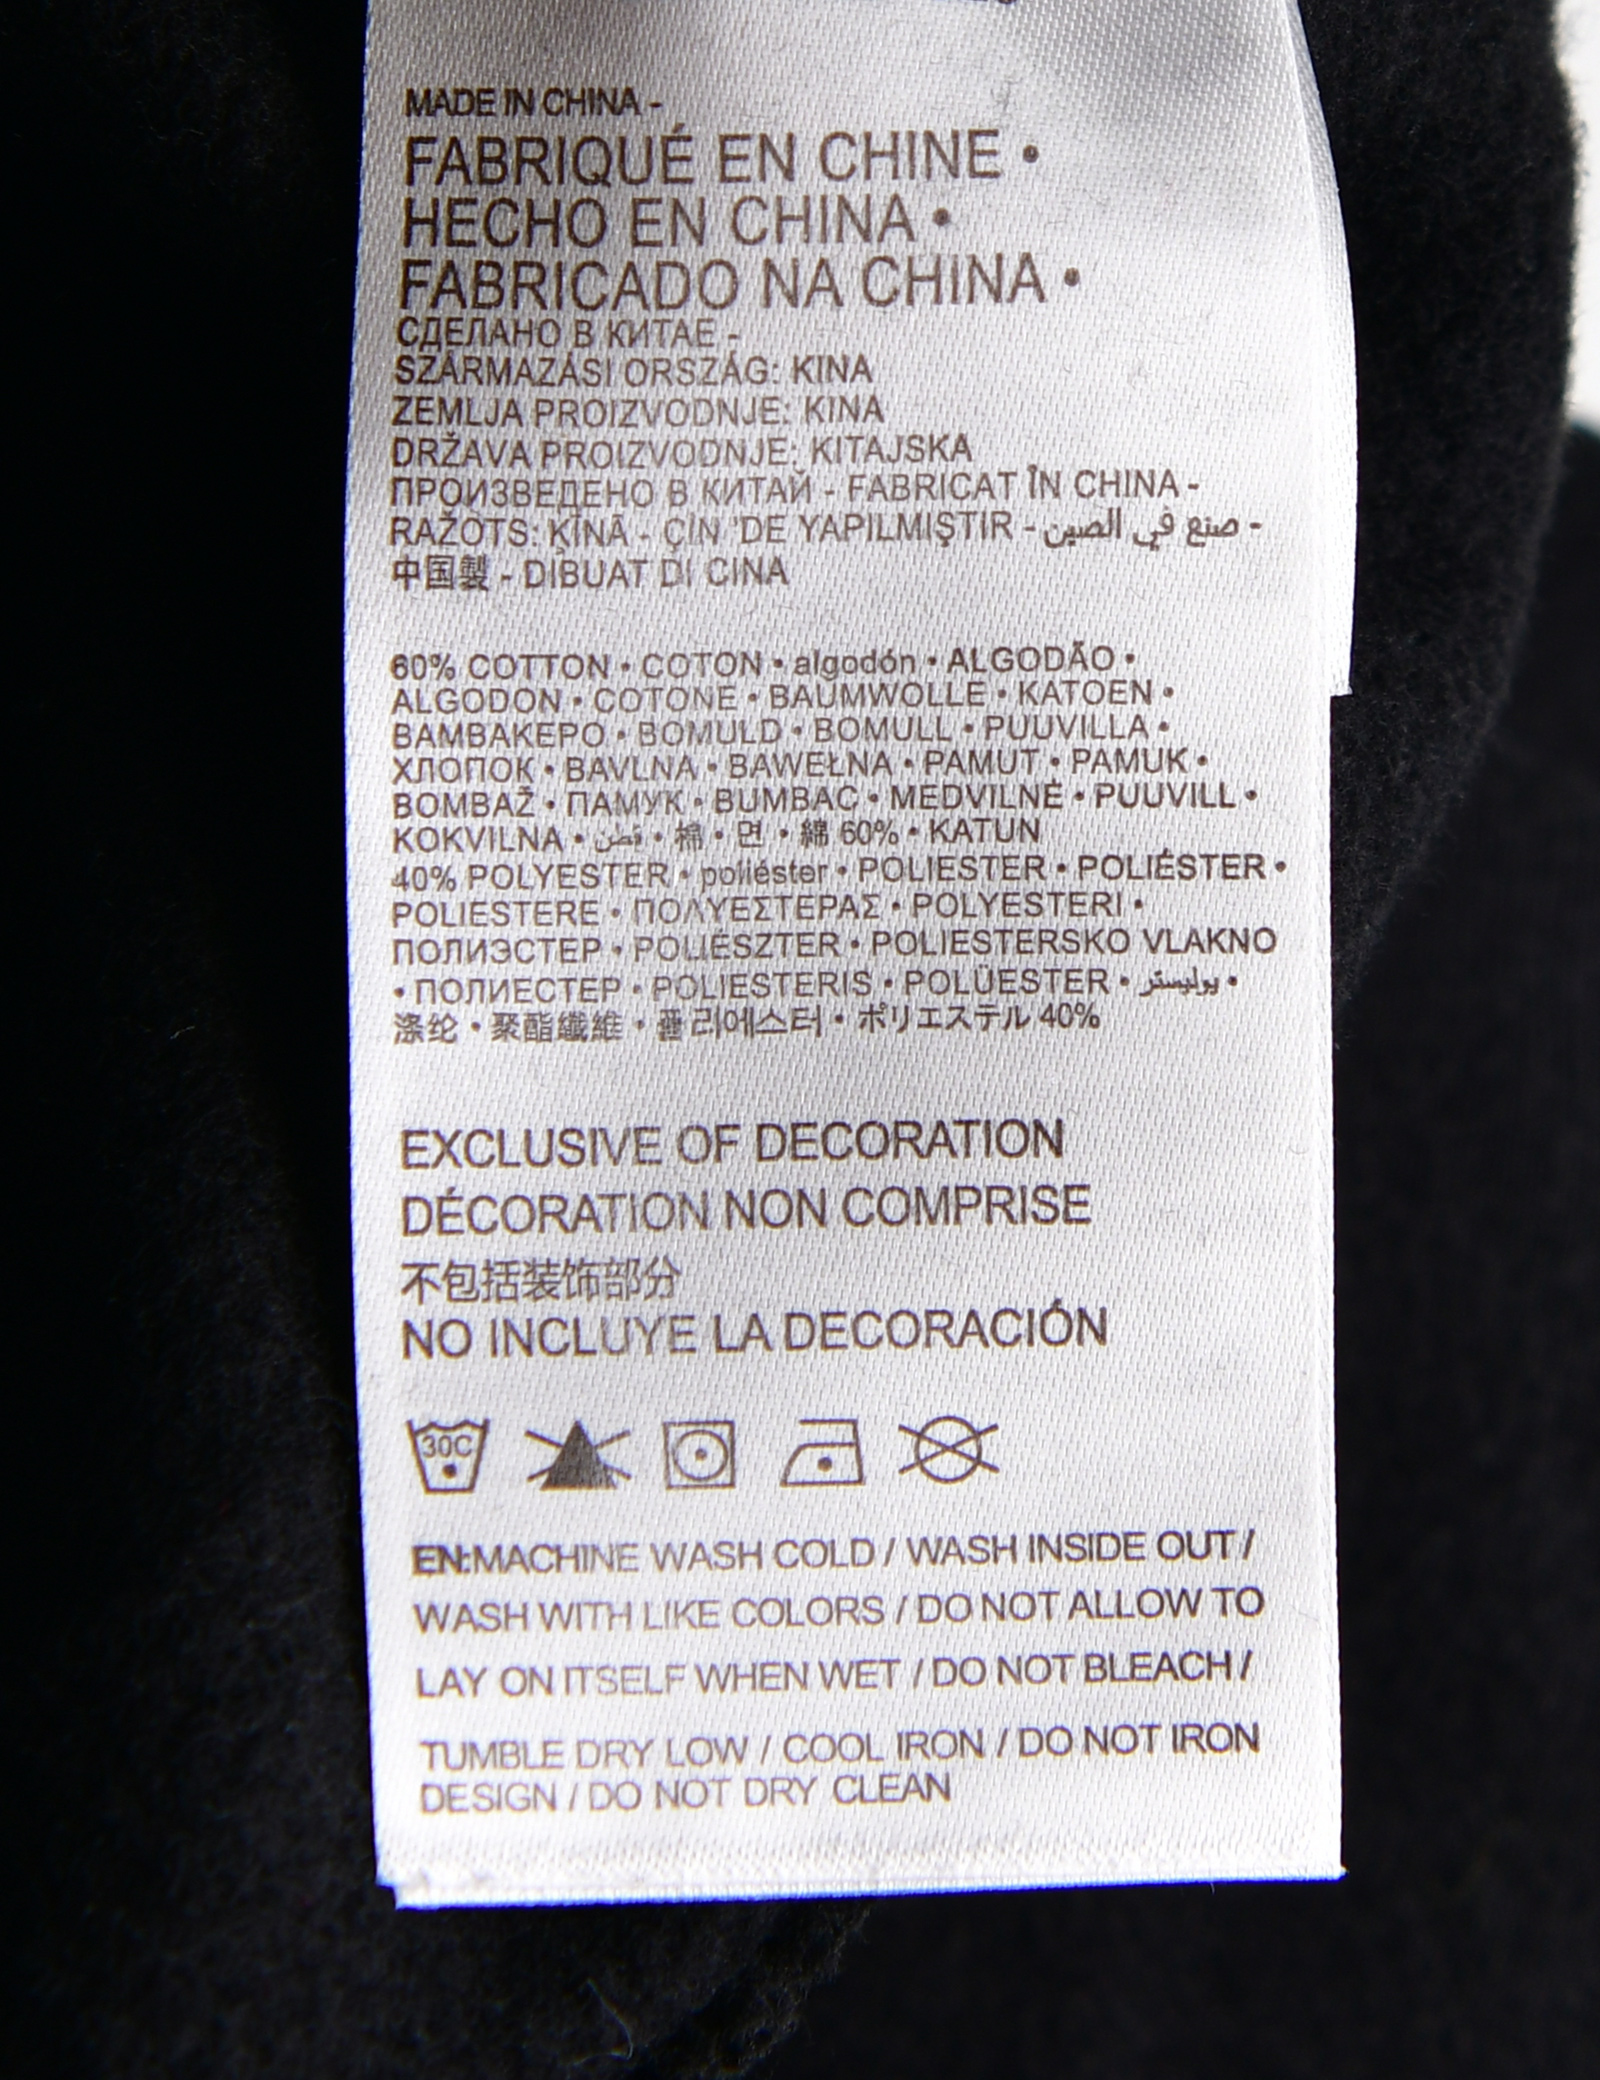 MADE IN CHINA -
FABRIQUÉ EN CHINE •
HECHO EN CHINA •
FABRICADO NA CHINA •
СДЕЛАНО В КИТАЕ -
SZÁRMAZÁSI ORSZÁG: KINA
ZEMLJA PROIZVODNJE: KINA
DRŽAVA PROIZVODNJE: KITAJSKA
ПРОИЗВЕДЕНО В КИТАЙ - FABRICAT ÎN CHINA -
RAŽOTS: ĶĪNĀ - ÇIN 'DE YAPILMIŞTIR - صنع في الصين -
中国製 - DIBUAT DI CINA
60% COTTON • COTON • algodón • ALGODÃO •
ALGODON • COTONE • BAUMWOLLE • KATOEN •
ΒΑΜΒΑΚΕΡΟ • BOMULD • BOMULL • PUUVILLA •
ХЛОПОК • BAVLNA • BAWEŁNA • PAMUT • PAMUK •
BOMBAŽ • ПАМУК • BUMBAC • MEDVILNĖ • PUUVILL •
KOKVILNA • قطن • 棉 • 면 • 綿 60% • KATUN
40% POLYESTER • poliéster • POLIESTER • POLIÉSTER •
POLIESTERE • ΠΟΛΥΕΣΤΕΡΑΣ • POLYESTERI •
ПОЛИЭСТЕР • POLIÉSZTER • POLIESTERSKO VLAKNO
• ПОЛИЕСТЕР • POLIESTERIS • POLÜESTER • بوليستر •
涤纶 • 聚酯纖維 • 폴리에스터 • ポリエステル 40%
EXCLUSIVE OF DECORATION
DÉCORATION NON COMPRISE
不包括装饰部分
NO INCLUYE LA DECORACIÓN
30C
EN:MACHINE WASH COLD / WASH INSIDE OUT /
WASH WITH LIKE COLORS / DO NOT ALLOW TO
LAY ON ITSELF WHEN WET / DO NOT BLEACH /
TUMBLE DRY LOW / COOL IRON / DO NOT IRON
DESIGN / DO NOT DRY CLEAN